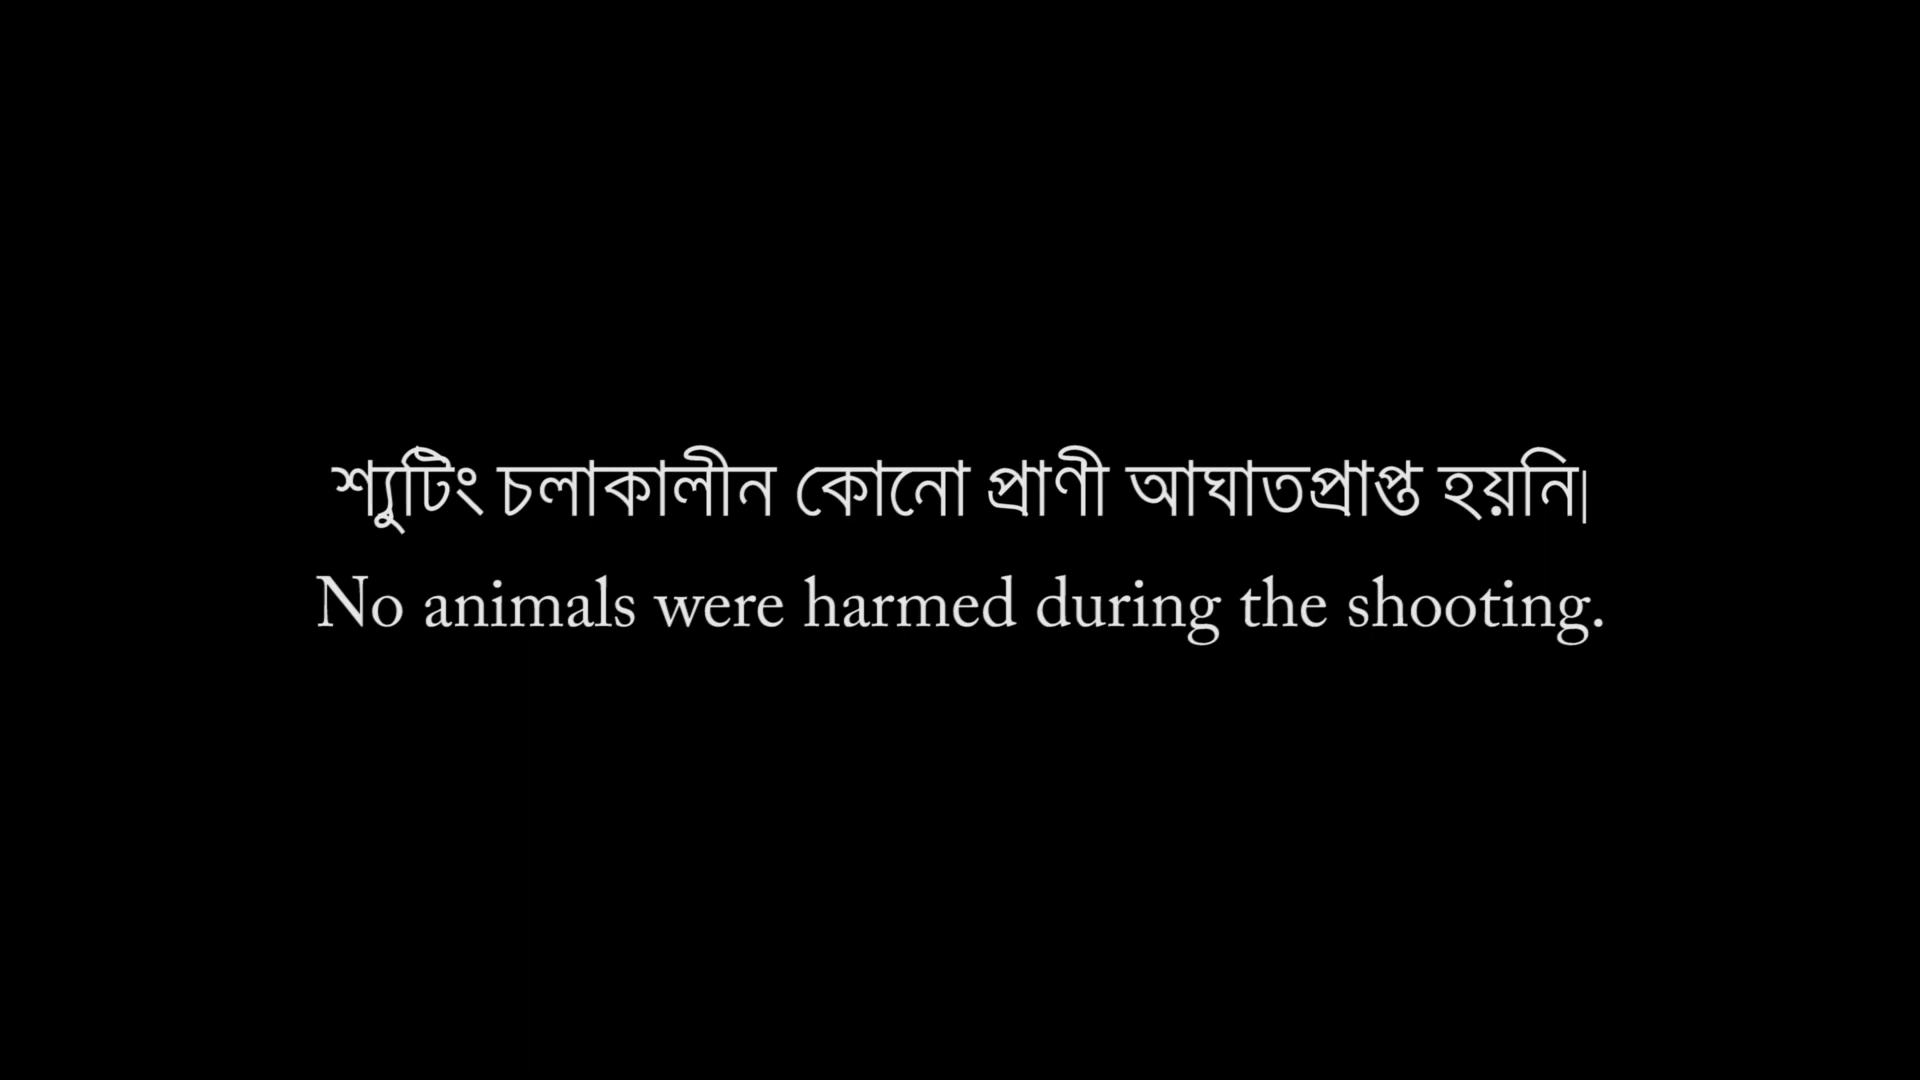 শ্যুটিং চলাকালীন কোনো প্রাণী আঘাতপ্রাপ্ত হয়নি|
No animals were harmed during the shooting.